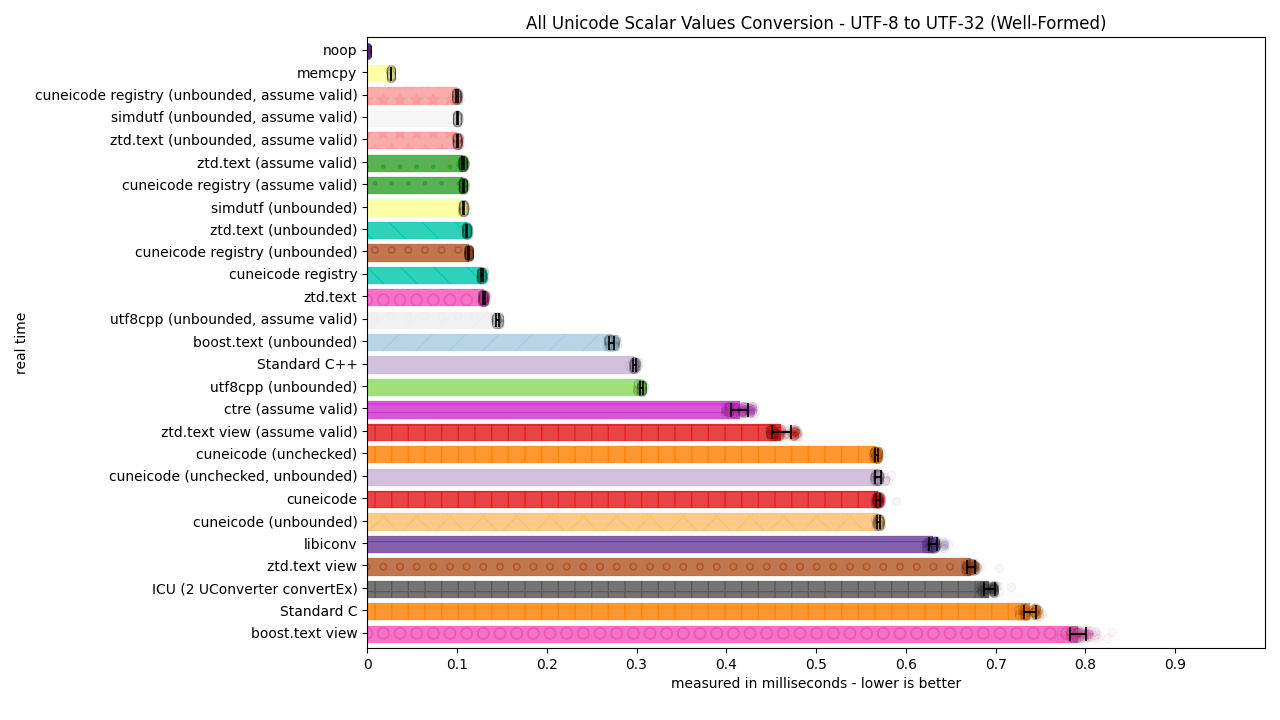 All Unicode Scalar Values Conversion - UTF-8 to UTF-32 (Well-Formed)
real time
noop
memcpy
cuneicode registry (unbounded, assume valid)
simdutf (unbounded, assume valid)
ztd.text (unbounded, assume valid)
ztd.text (assume valid)
cuneicode registry (assume valid)
simdutf (unbounded)
ztd.text (unbounded)
cuneicode registry (unbounded)
cuneicode registry
ztd.text
utf8cpp (unbounded, assume valid)
boost.text (unbounded)
Standard C++
utf8cpp (unbounded)
ctre (assume valid)
ztd.text view (assume valid)
cuneicode (unchecked)
cuneicode (unchecked, unbounded)
cuneicode
cuneicode (unbounded)
libiconv
ztd.text view
ICU (2 UConverter convertEx)
Standard C
boost.text view
0 0.1 0.2 0.3 0.4 0.5 0.6 0.7 0.8 0.9
measured in milliseconds - lower is better